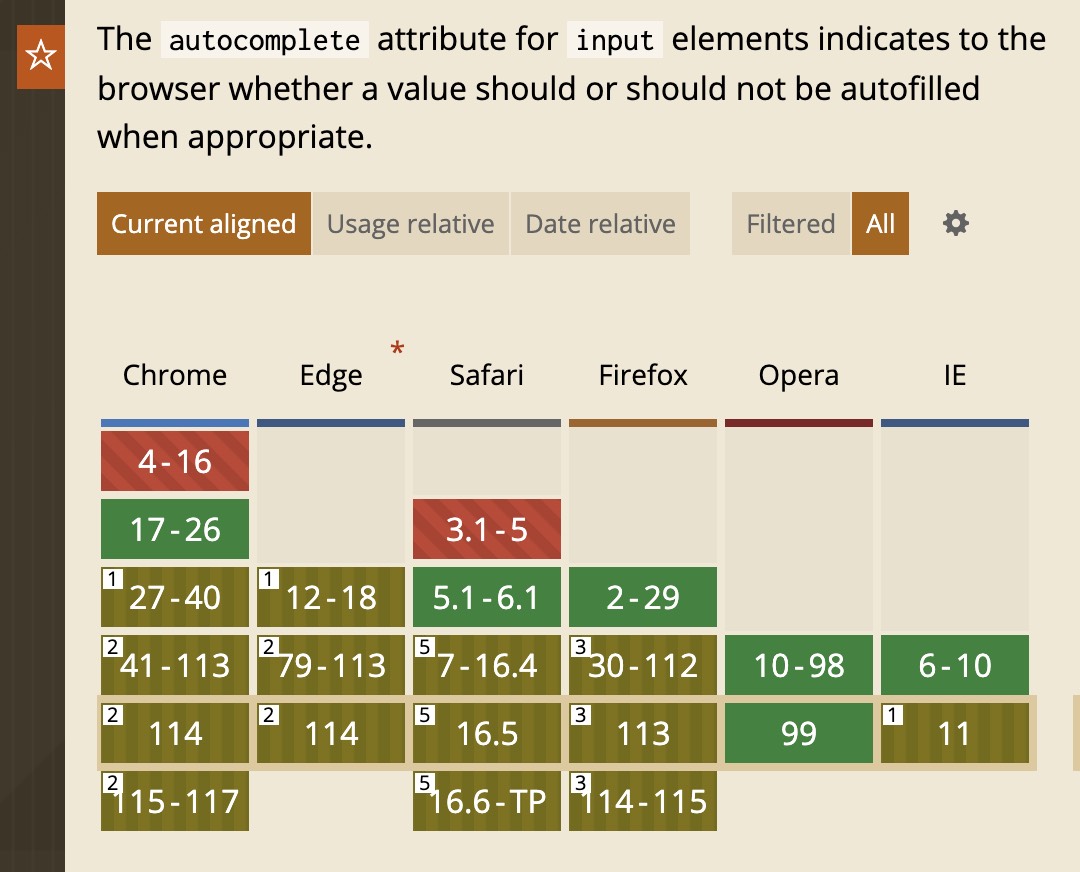 The autocomplete attribute for input elements indicates to the
browser whether a value should or should not be autofilled
when appropriate.
Current aligned Usage relative Date relative Filtered All
*
Chrome Edge Safari Firefox Opera IE
4-16
17-26 3.1-5
1 27-40 1 12-18 5.1-6.1 2-29
2 41-113 2 79-113 5 7-16.4 3 30-112 10-98 6-10
2 114 2 114 5 16.5 3 113 99 1 11
2 115-117 5 16.6-TP 3 114-115